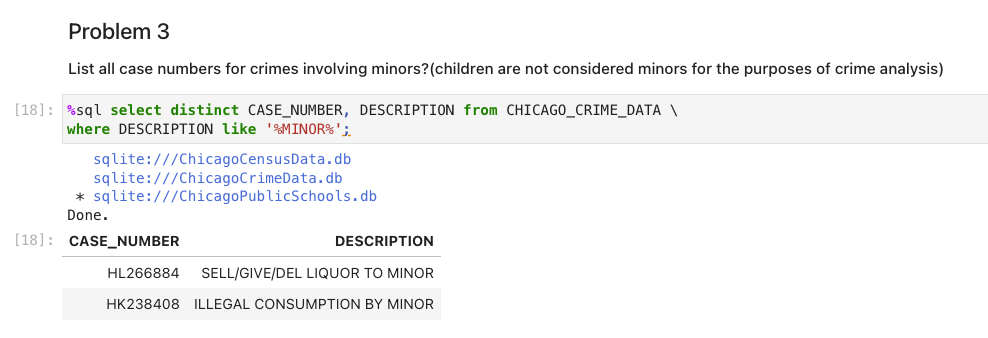 Problem 3
List all case numbers for crimes involving minors?(children are not considered minors for the purposes of crime analysis)
[18]: %sql select distinct CASE_NUMBER, DESCRIPTION from CHICAGO_CRIME_DATA \
where DESCRIPTION like '%MINOR%';
sqlite:///ChicagoCensusData.db
sqlite:///ChicagoCrimeData.db
* sqlite:///ChicagoPublicSchools.db
Done.
[18]: CASE_NUMBER DESCRIPTION
HL266884 SELL/GIVE/DEL LIQUOR TO MINOR
HK238408 ILLEGAL CONSUMPTION BY MINOR